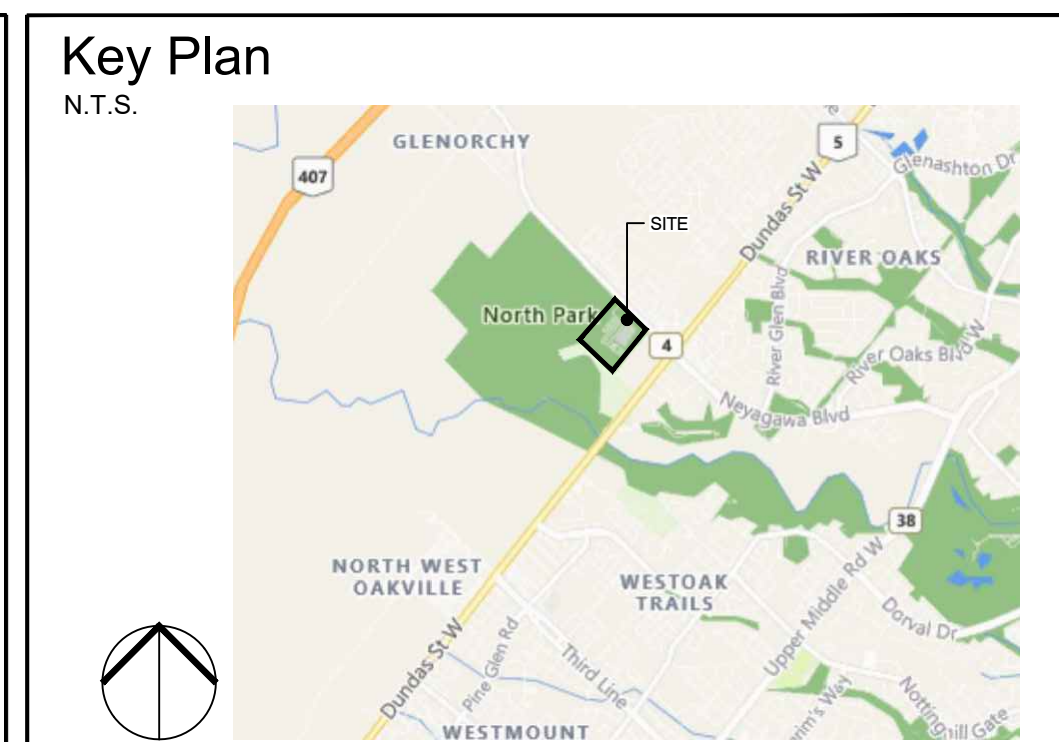 Key Plan
N.T.S.
GLENORCHY
5
Glenashton Dr
407
Dundas St W
SITE
RIVER OAKS
North Park
4
River Glen Blvd
River Oaks Blvd W
Neyagawa Blvd
38
NORTH WEST
OAKVILLE
WESTOAK
TRAILS
Upper Middle Rd W
Dorval Dr
Dundas St W
Pine Glen Rd
Third Line
Nottinghill Gate
WESTMOUNT